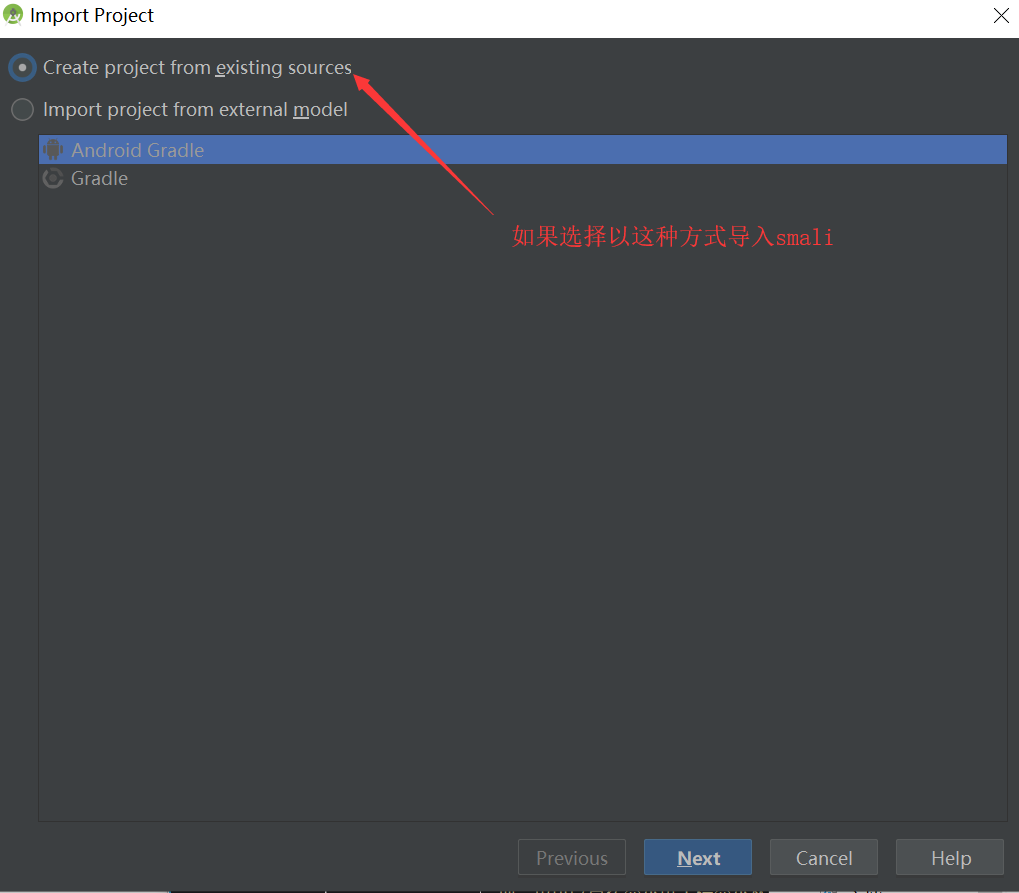 Import Project
Create project from existing sources
Import project from external model
Android Gradle
Gradle
如果选择以这种方式导入smali
Previous
Next
Cancel
Help